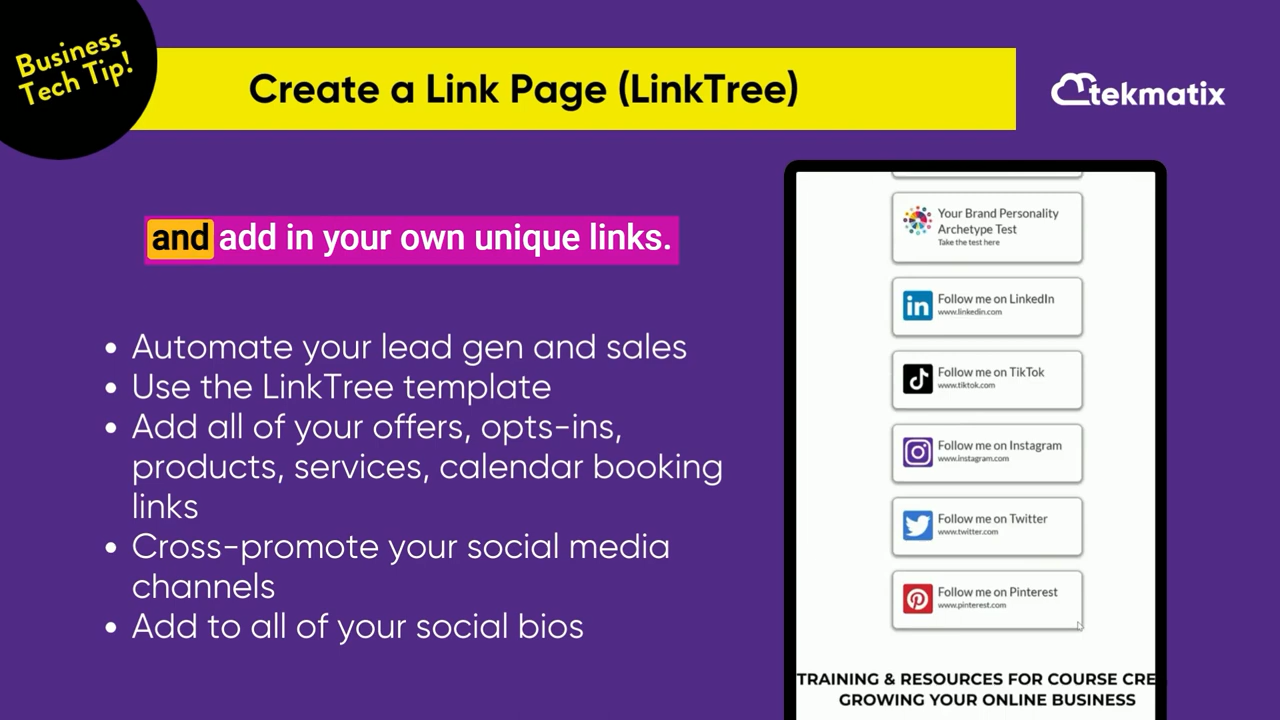 Business
Tech Tip!
Create a Link Page (LinkTree)
tekmatix
and add in your own unique links.
• Automate your lead gen and sales
• Use the LinkTree template
• Add all of your offers, opts-ins,
products, services, calendar booking
links
• Cross-promote your social media
channels
• Add to all of your social bios
Your Brand Personality
Archetype Test
Take the test here
Follow me on LinkedIn
www.linkedin.com
Follow me on TikTok
www.tiktok.com
Follow me on Instagram
www.instagram.com
Follow me on Twitter
www.twitter.com
Follow me on Pinterest
www.pinterest.com
TRAINING & RESOURCES FOR COURSE CRE
GROWING YOUR ONLINE BUSINESS